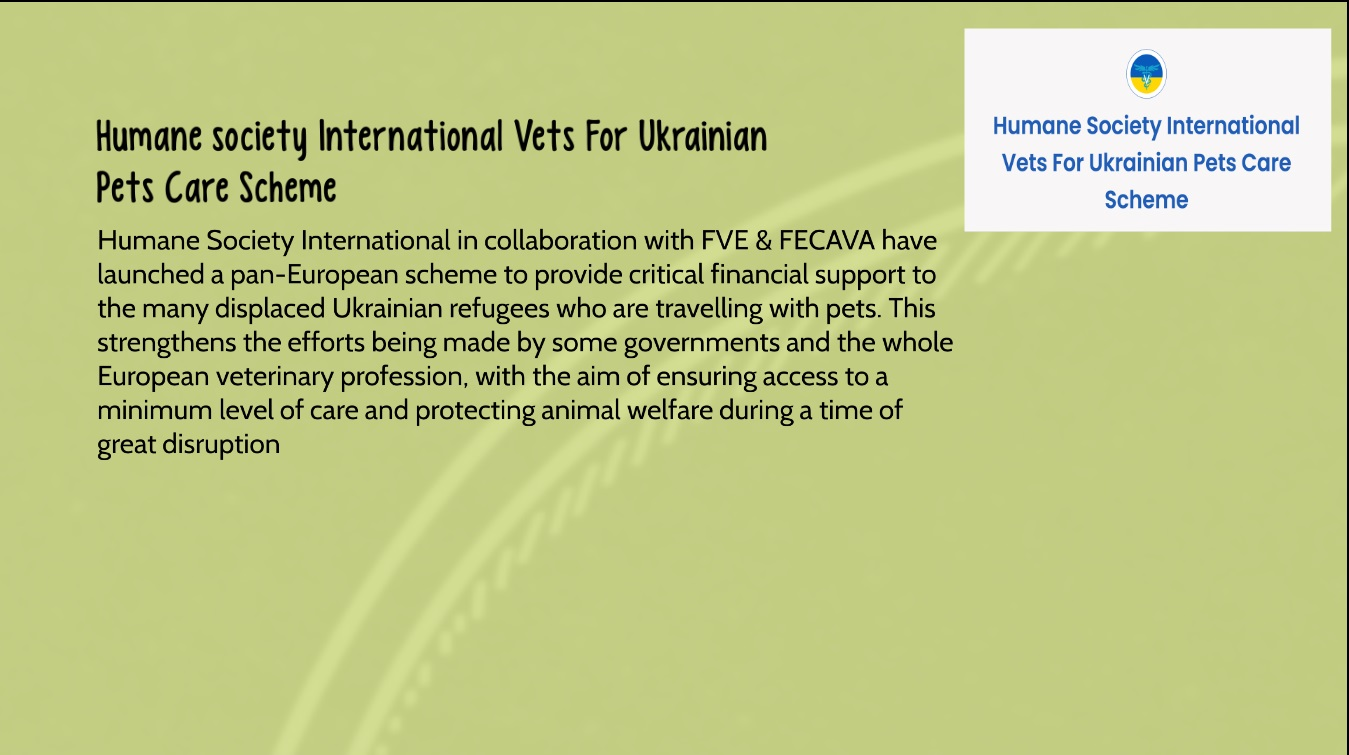 Humane society International Vets For Ukrainian
Pets Care Scheme
Humane Society International in collaboration with FVE & FECAVA have
launched a pan-European scheme to provide critical financial support to
the many displaced Ukrainian refugees who are travelling with pets. This
strengthens the efforts being made by some governments and the whole
European veterinary profession, with the aim of ensuring access to a
minimum level of care and protecting animal welfare during a time of
great disruption
Humane Society International
Vets For Ukrainian Pets Care
Scheme